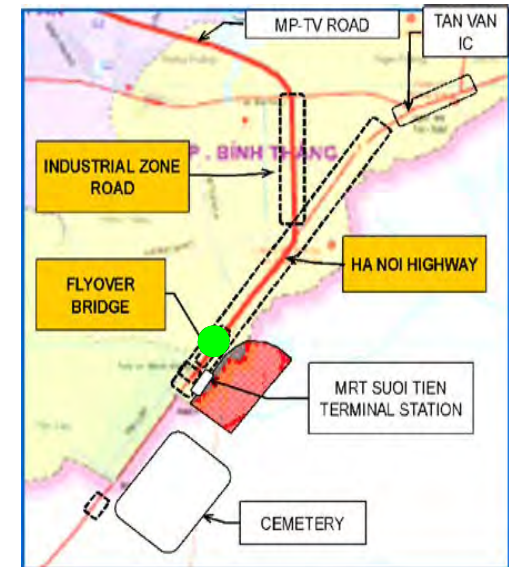 MP-TV ROAD
TAN VAN
IC
P. BÌNH THẮNG
INDUSTRIAL ZONE
ROAD
HA NOI HIGHWAY
FLYOVER
BRIDGE
MRT SUOI TIEN
TERMINAL STATION
CEMETERY